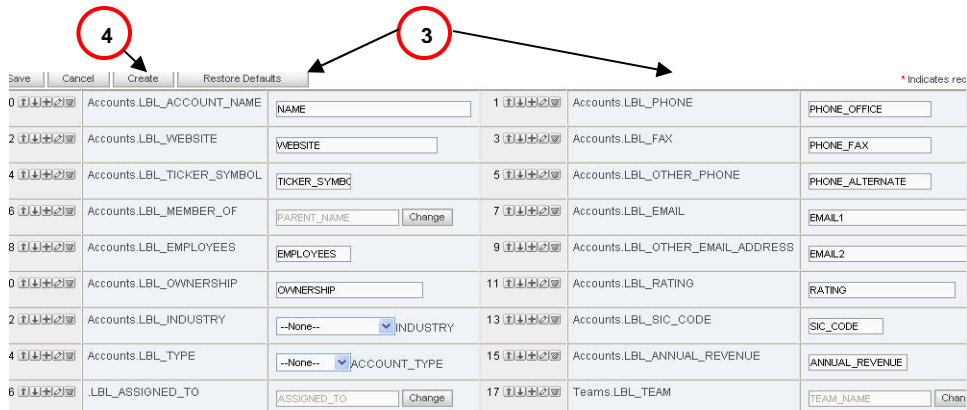 4 3
Save Cancel Create Restore Defaults * Indicates rec
0 Accounts.LBL_ACCOUNT_NAME NAME 1 Accounts.LBL_PHONE PHONE_OFFICE
2 Accounts.LBL_WEBSITE WEBSITE 3 Accounts.LBL_FAX PHONE_FAX
4 Accounts.LBL_TICKER_SYMBOL TICKER_SYMBO 5 Accounts.LBL_OTHER_PHONE PHONE_ALTERNATE
6 Accounts.LBL_MEMBER_OF PARENT_NAME Change 7 Accounts.LBL_EMAIL EMAIL1
8 Accounts.LBL_EMPLOYEES EMPLOYEES 9 Accounts.LBL_OTHER_EMAIL_ADDRESS EMAIL2
0 Accounts.LBL_OWNERSHIP OWNERSHIP 11 Accounts.LBL_RATING RATING
2 Accounts.LBL_INDUSTRY --None-- INDUSTRY 13 Accounts.LBL_SIC_CODE SIC_CODE
4 Accounts.LBL_TYPE --None-- ACCOUNT_TYPE 15 Accounts.LBL_ANNUAL_REVENUE ANNUAL_REVENUE
6 .LBL_ASSIGNED_TO ASSIGNED_TO Change 17 Teams.LBL_TEAM TEAM_NAME Chan